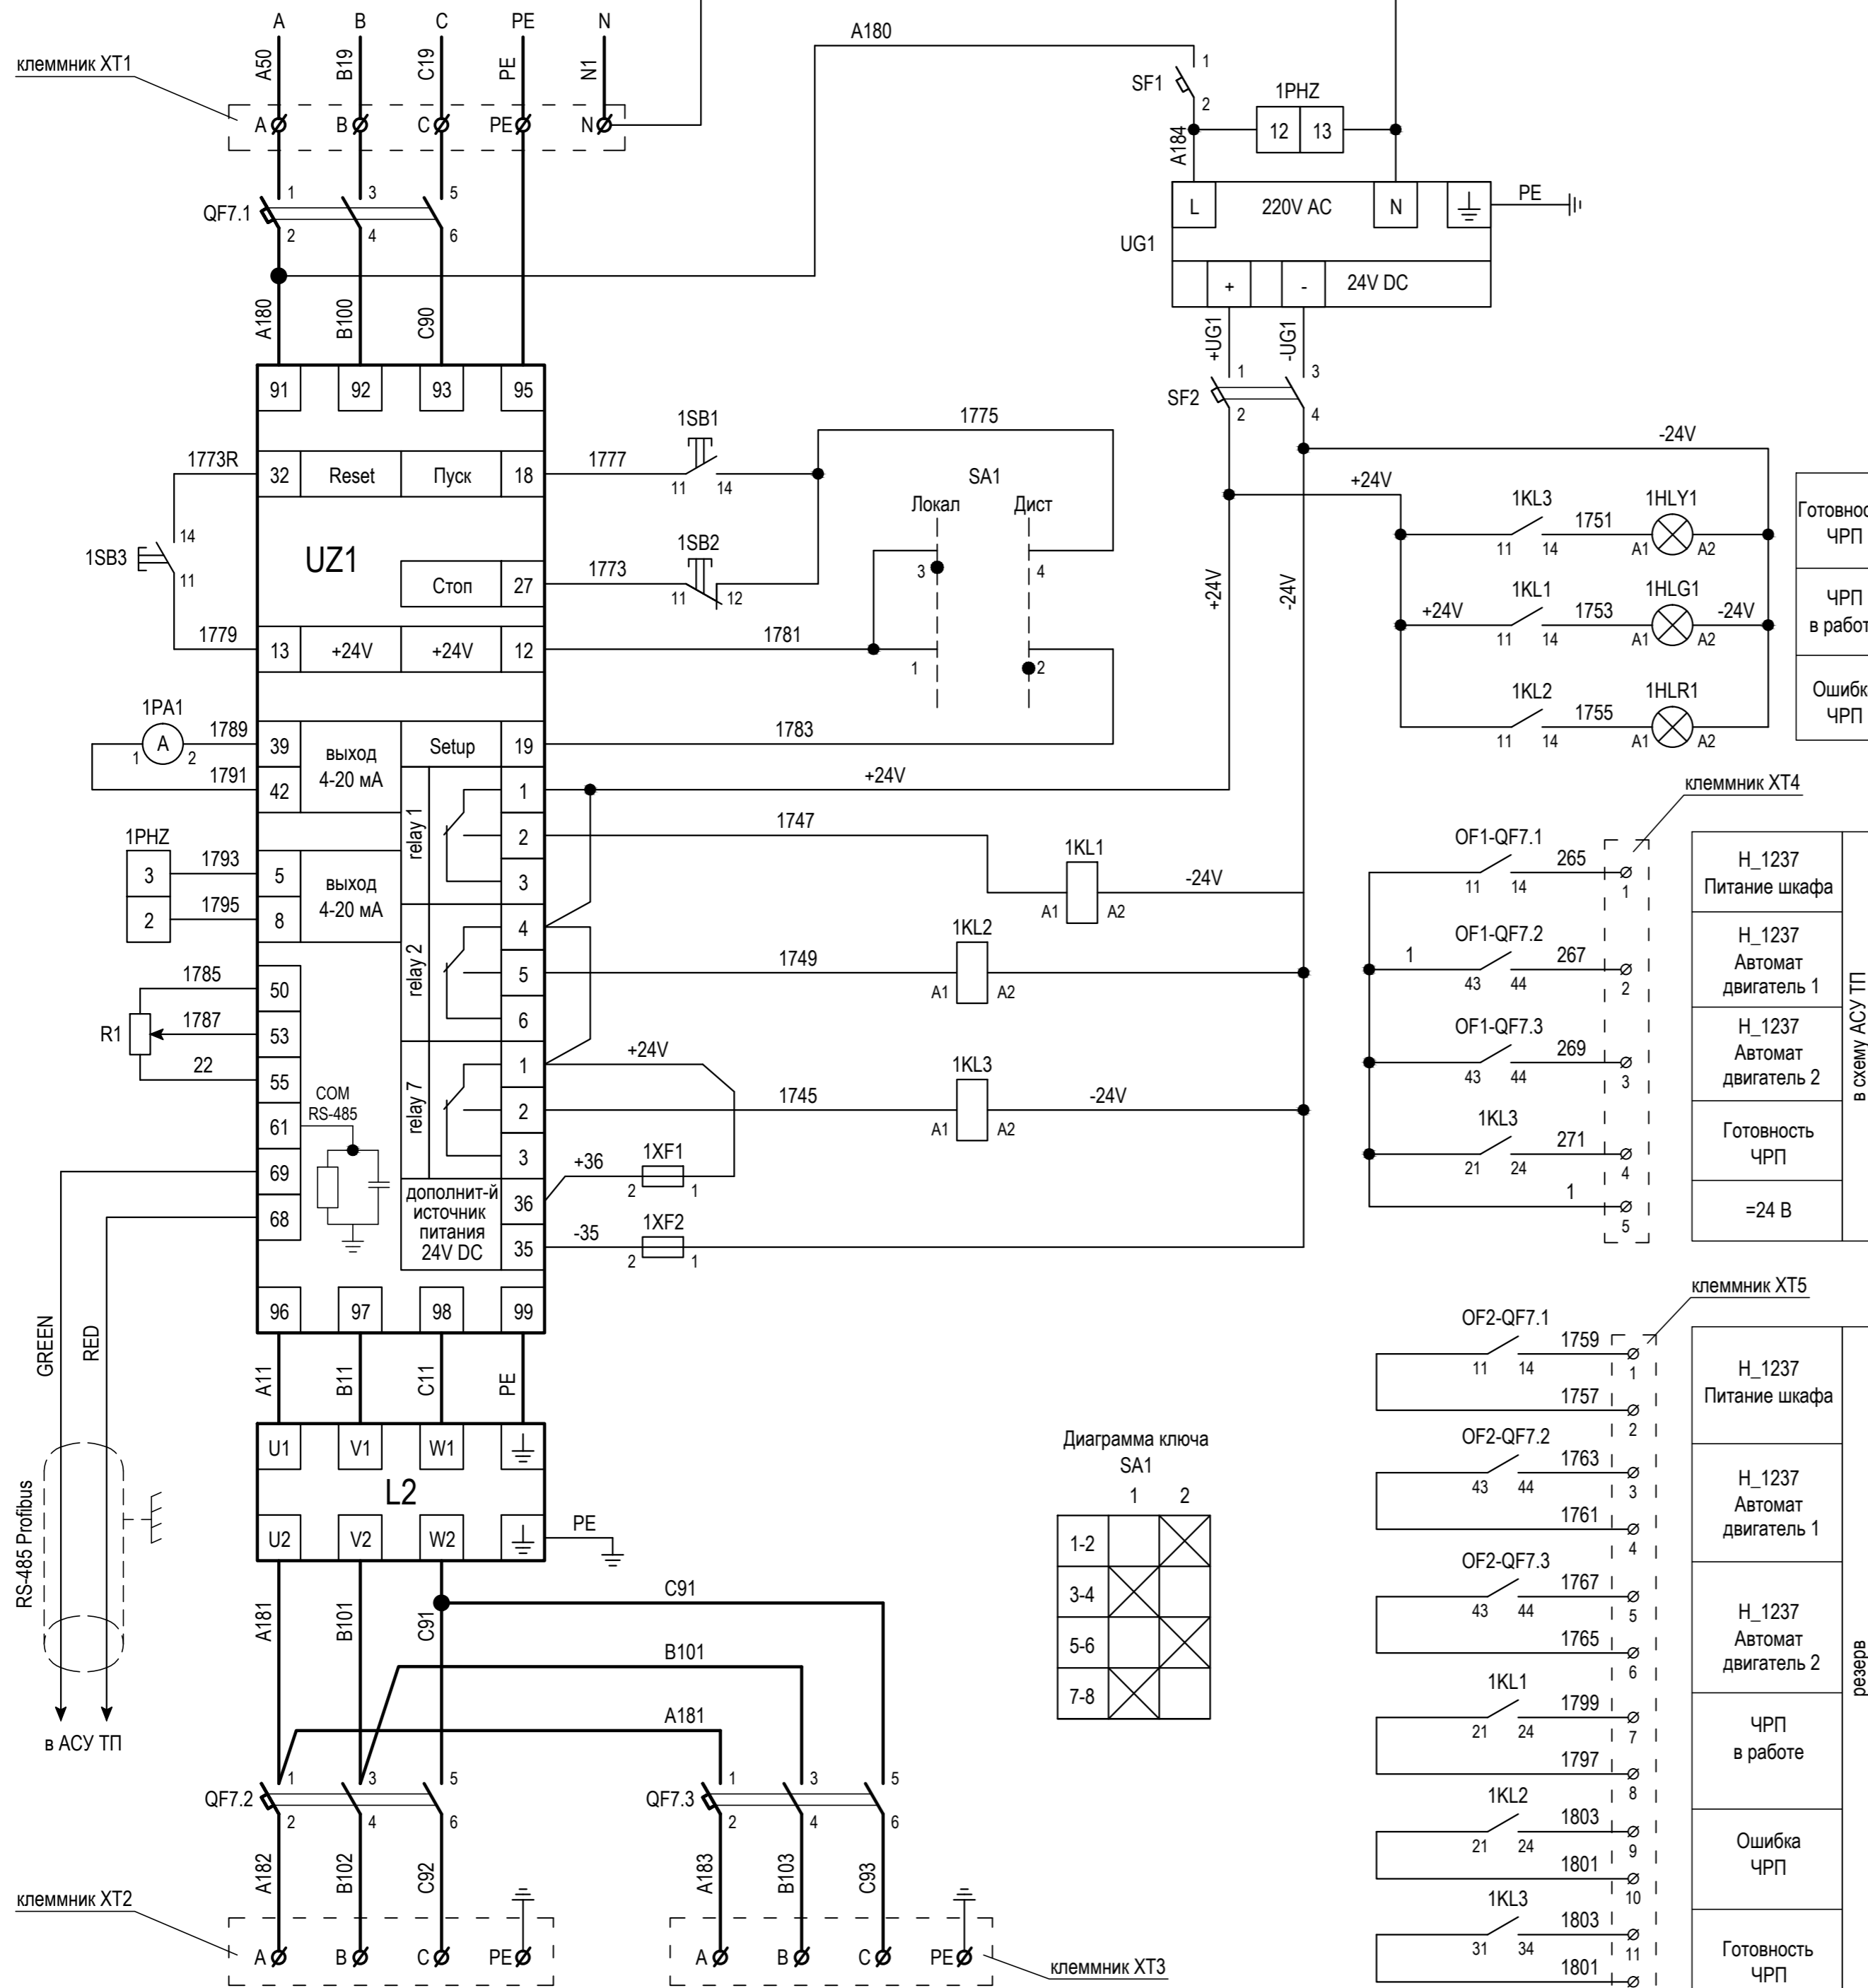 A B C PE N
A50 B19 C19 PE N1
клеммник XT1
A B C PE N
QF7.1
1 3 5
2 4 6
A180 B100 C90
A180
SF1
1
2
A184
1PHZ
12 13
L 220V AC N
PE
UG1
+ - 24V DC
+UG1 -UG1
SF2
1 3
2 4
+24V -24V
91 92 93 95
1773R
32 Reset Пуск 18
1777
1SB1
11 14
1775
SA1
Локал Дист
3 4
1 2
1SB3
14
11
UZ1
Стоп 27
1773
1SB2
11 12
1779
13 +24V +24V 12
1781
1PA1
A
1 2
1789
1791
39
42
выход
4-20 мА
Setup 19
1783
relay 1
1
2
3
+24V
1747
1KL1
A1 A2
-24V
1PHZ
3
2
1793
1795
5
8
выход
4-20 мА
relay 2
4
5
6
1749
1KL2
A1 A2
R1
1785
1787
22
50
53
55
61
69
68
COM
RS-485
relay 7
1
2
3
+24V
1745
1KL3
A1 A2
-24V
+36
1XF1
2 1
-35
1XF2
2 1
дополнит-й
источник
питания
24V DC
36
35
96 97 98 99
A11 B11 C11 PE
U1 V1 W1
L2
U2 V2 W2
PE
GREEN
RED
RS-485 Profibus
в АСУ ТП
A181 B101 C91
C91
B101
A181
QF7.2
1 3 5
2 4 6
QF7.3
1 3 5
2 4 6
A182 B102 C92
A183 B103 C93
клеммник XT2
A B C PE
A B C PE
клеммник XT3
Диаграмма ключа
SA1
1 2
1-2
3-4
5-6
7-8
-24V
+24V
1KL3
11 14
1751
1HLY1
A1 A2
ЧРП
+24V
1KL1
11 14
1753
1HLG1
A1 A2
-24V
ЧРП
в
1KL2
11 14
1755
1HLR1
A1 A2
ЧРП
клеммник XT4
OF1-QF7.1
11 14
265
1
Н_1237
Питание шкафа
1
OF1-QF7.2
43 44
267
2
Н_1237
Автомат
двигатель 1
OF1-QF7.3
43 44
269
3
Н_1237
Автомат
двигатель 2
1KL3
21 24
271
4
Готовность
ЧРП
1
5
=24 В
в схему АСУ ТП
клеммник XT5
OF2-QF7.1
11 14
1759
1
1757
2
Н_1237
Питание шкафа
OF2-QF7.2
43 44
1763
3
1761
4
Н_1237
Автомат
двигатель 1
OF2-QF7.3
43 44
1767
5
1765
6
Н_1237
Автомат
двигатель 2
1KL1
21 24
1799
7
1797
8
ЧРП
в работе
1KL2
21 24
1803
9
1801
10
Ошибка
ЧРП
1KL3
31 34
1803
11
1801
Готовность
ЧРП
резерв